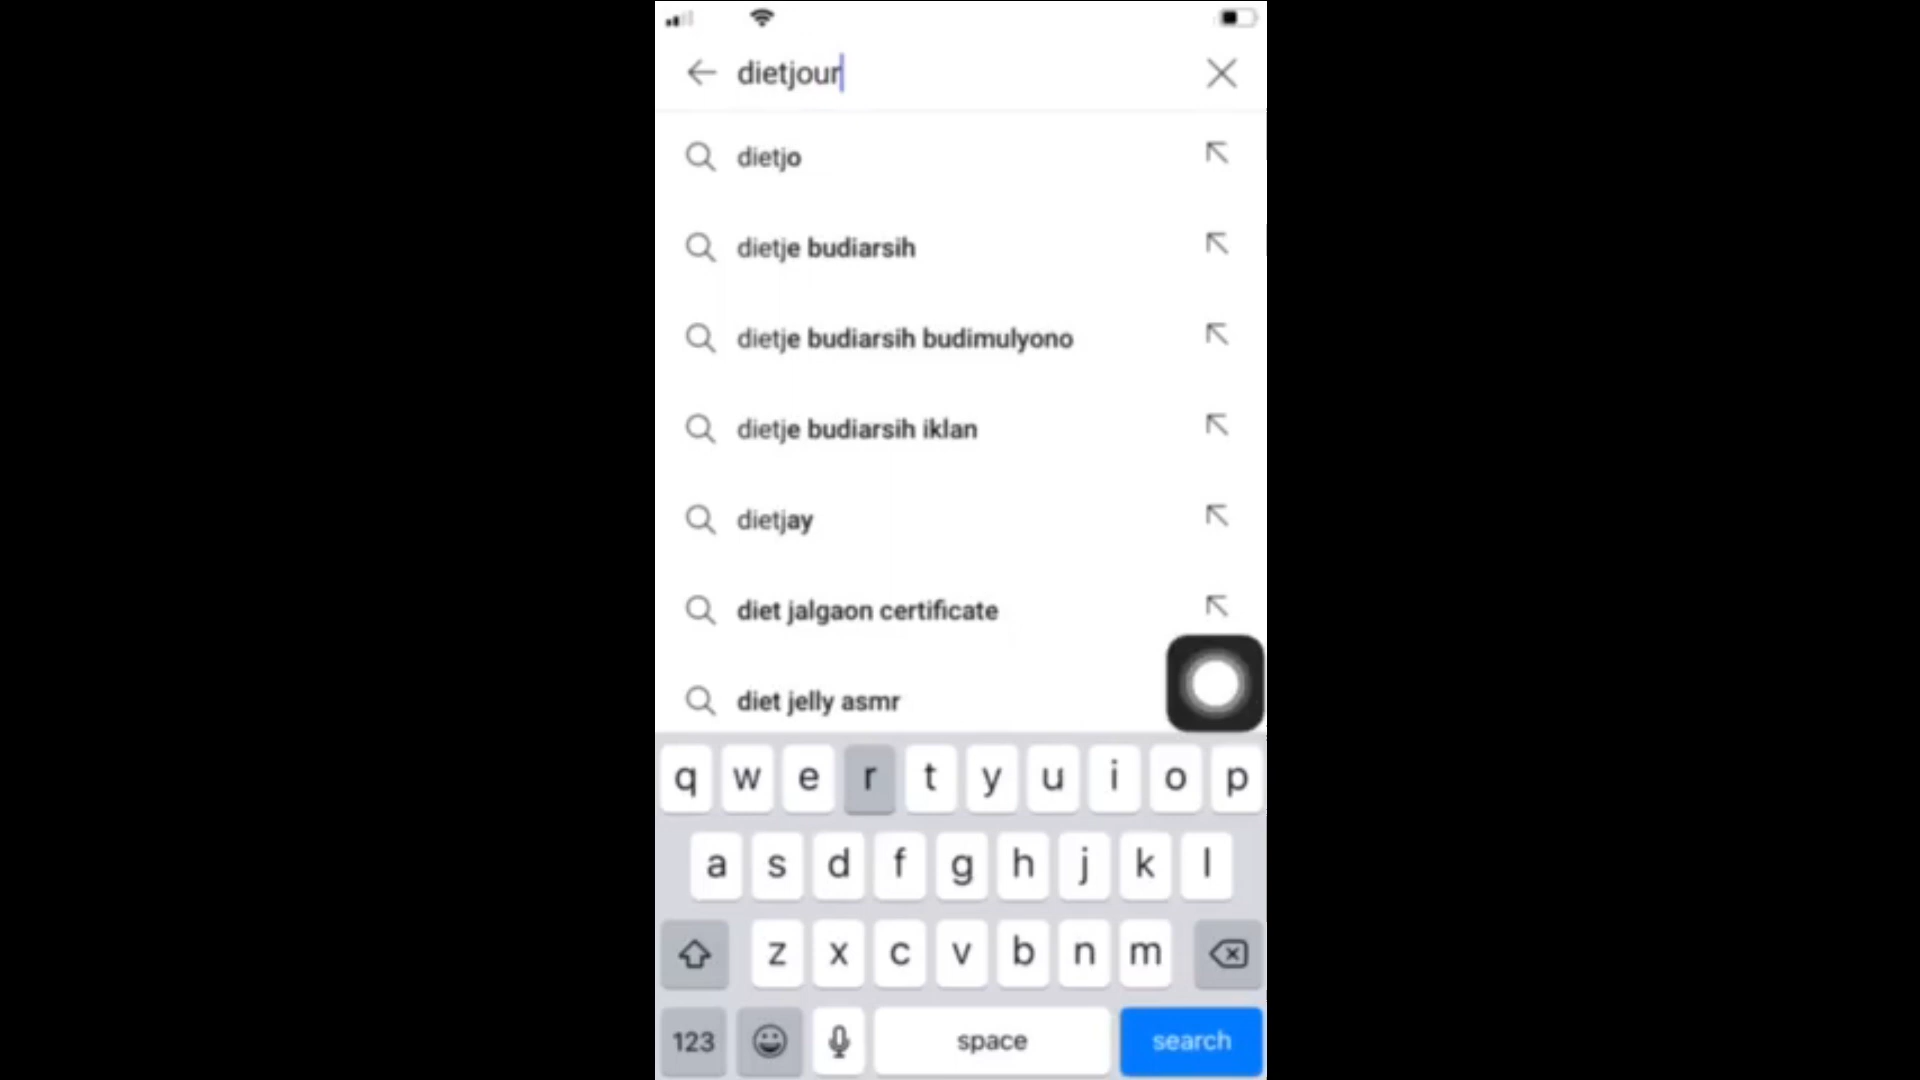 dietjour
dietjo
dietje budiarsih
dietje budiarsih budimulyono
dietje budiarsih iklan
dietjay
diet jalgaon certificate
diet jelly asmr
q w e r t y u i o p
a s d f g h j k l
z x c v b n m
123 space search